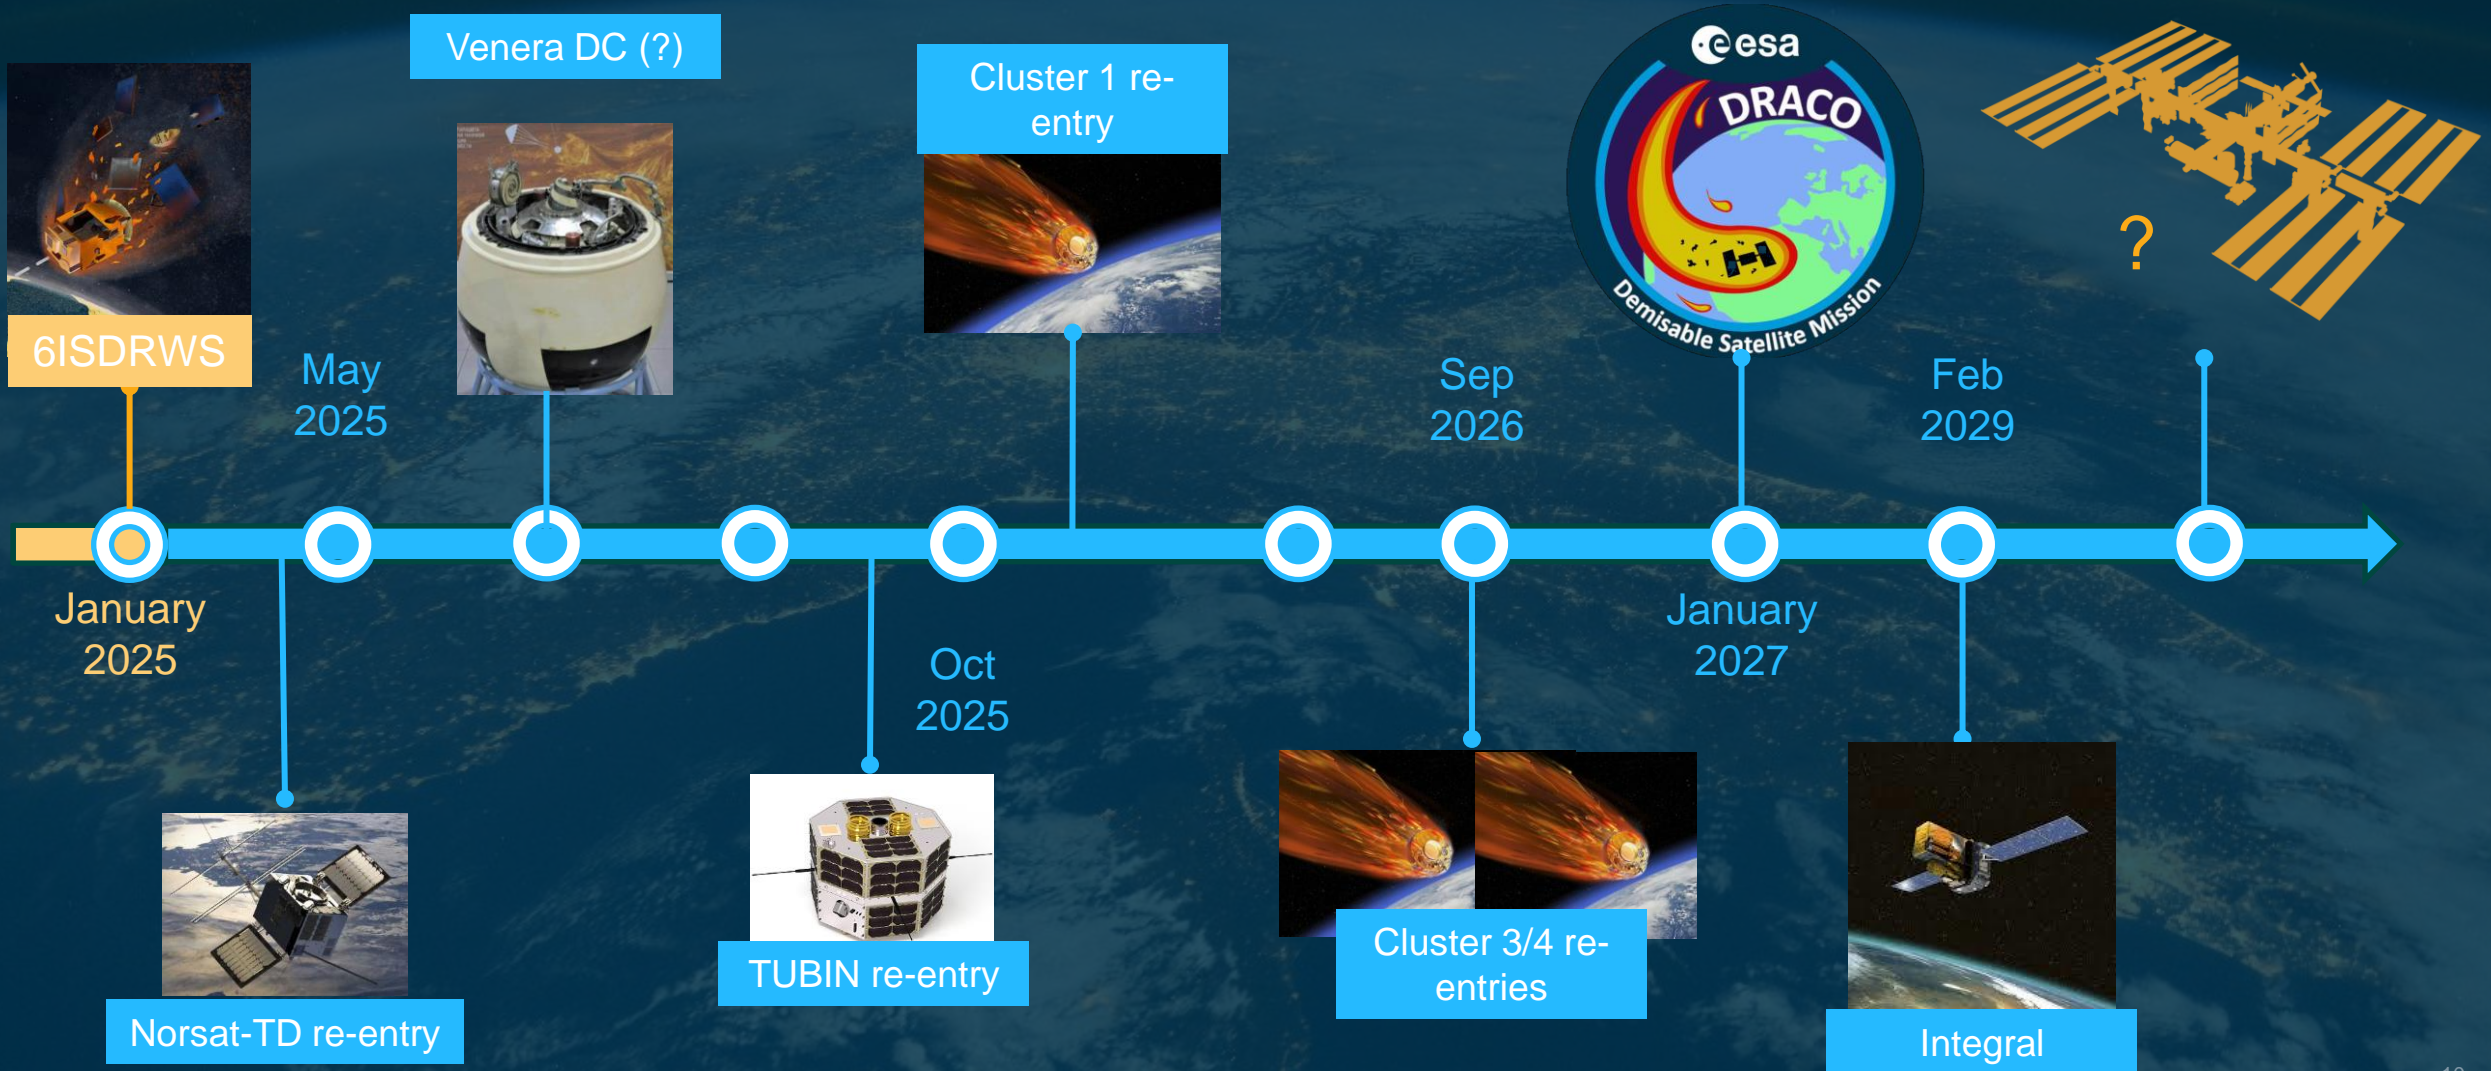 Venera DC (?)
Cluster 1 re-
entry
esa
DRACO
Demisable Satellite Mission
?
6ISDRWS
May
2025
Sep
2026
Feb
2029
January
2025
Oct
2025
January
2027
Norsat-TD re-entry
TUBIN re-entry
Cluster 3/4 re-
entries
Integral